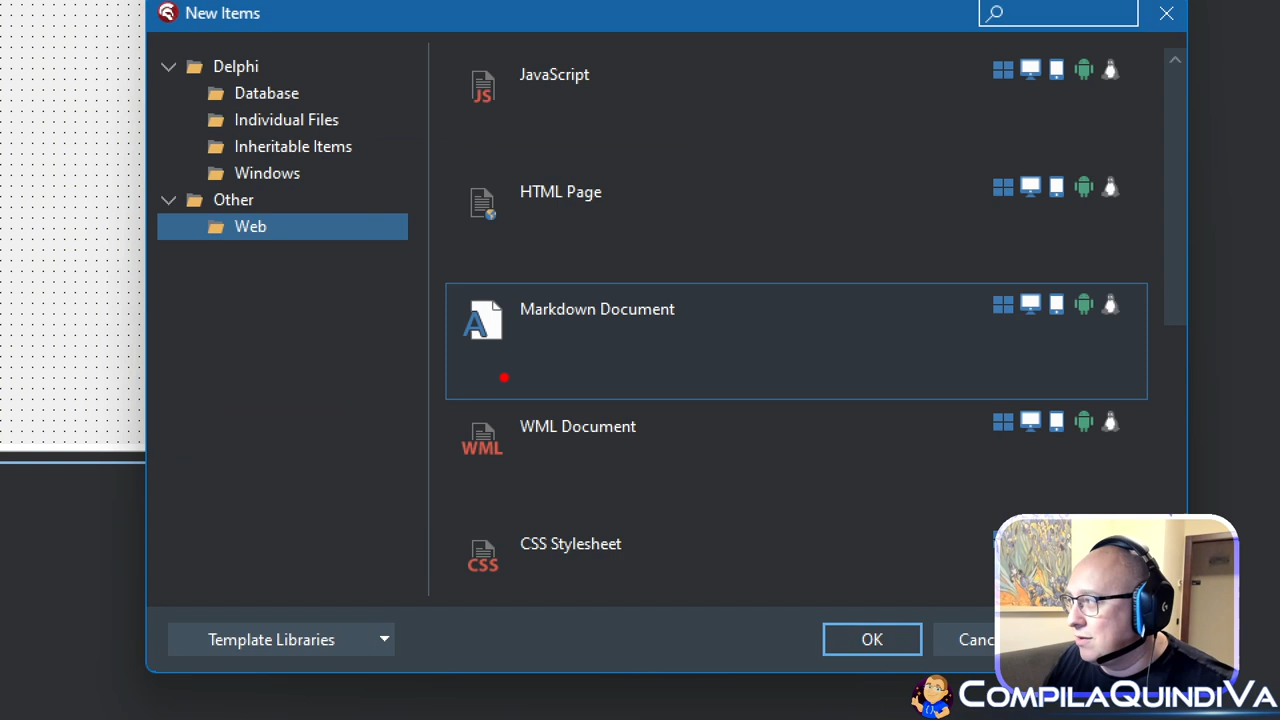 New Items
Delphi
Database
Individual Files
Inheritable Items
Windows
Other
Web
JavaScript
JS
HTML Page
Markdown Document
A
WML Document
WML
CSS Stylesheet
CSS
Template Libraries
OK
COMPILAQUINDIVA